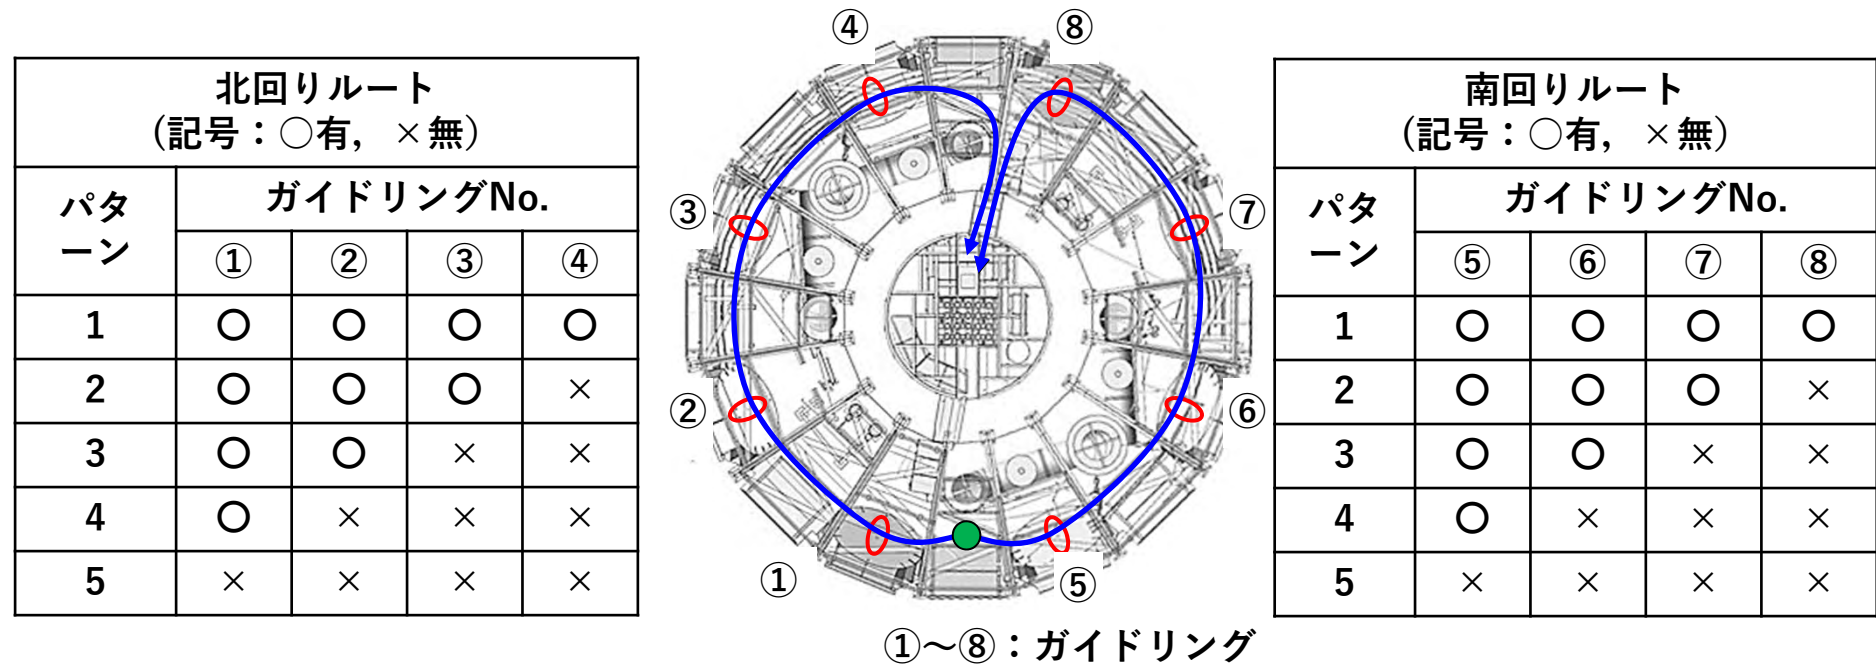 北回りルート
(記号：○有, ×無)
パターン ガイドリングNo.
① ② ③ ④
1 ○ ○ ○ ○
2 ○ ○ ○ ×
3 ○ ○ × ×
4 ○ × × ×
5 × × × ×
④ ⑧
③ ⑦
② ⑥
① ⑤
①～⑧：ガイドリング
南回りルート
(記号：○有, ×無)
パターン ガイドリングNo.
⑤ ⑥ ⑦ ⑧
1 ○ ○ ○ ○
2 ○ ○ ○ ×
3 ○ ○ × ×
4 ○ × × ×
5 × × × ×